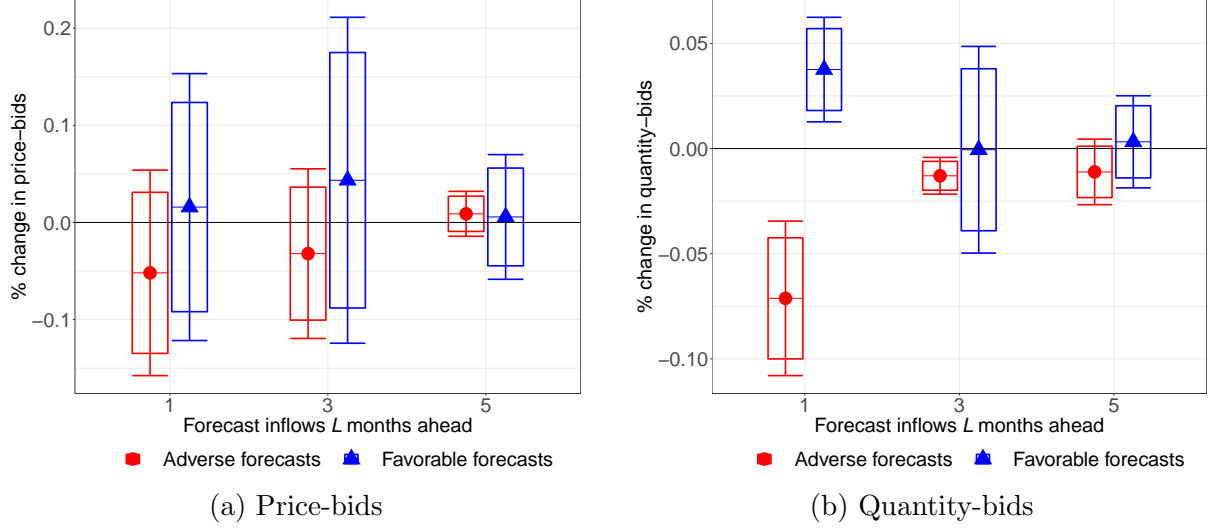 % change in price−bids
0.2
0.1
0.0
−0.1
1 3 5
Forecast inflows L months ahead
Adverse forecasts Favorable forecasts
(a) Price-bids
% change in quantity−bids
0.05
0.00
−0.05
−0.10
1 3 5
Forecast inflows L months ahead
Adverse forecasts Favorable forecasts
(b) Quantity-bids